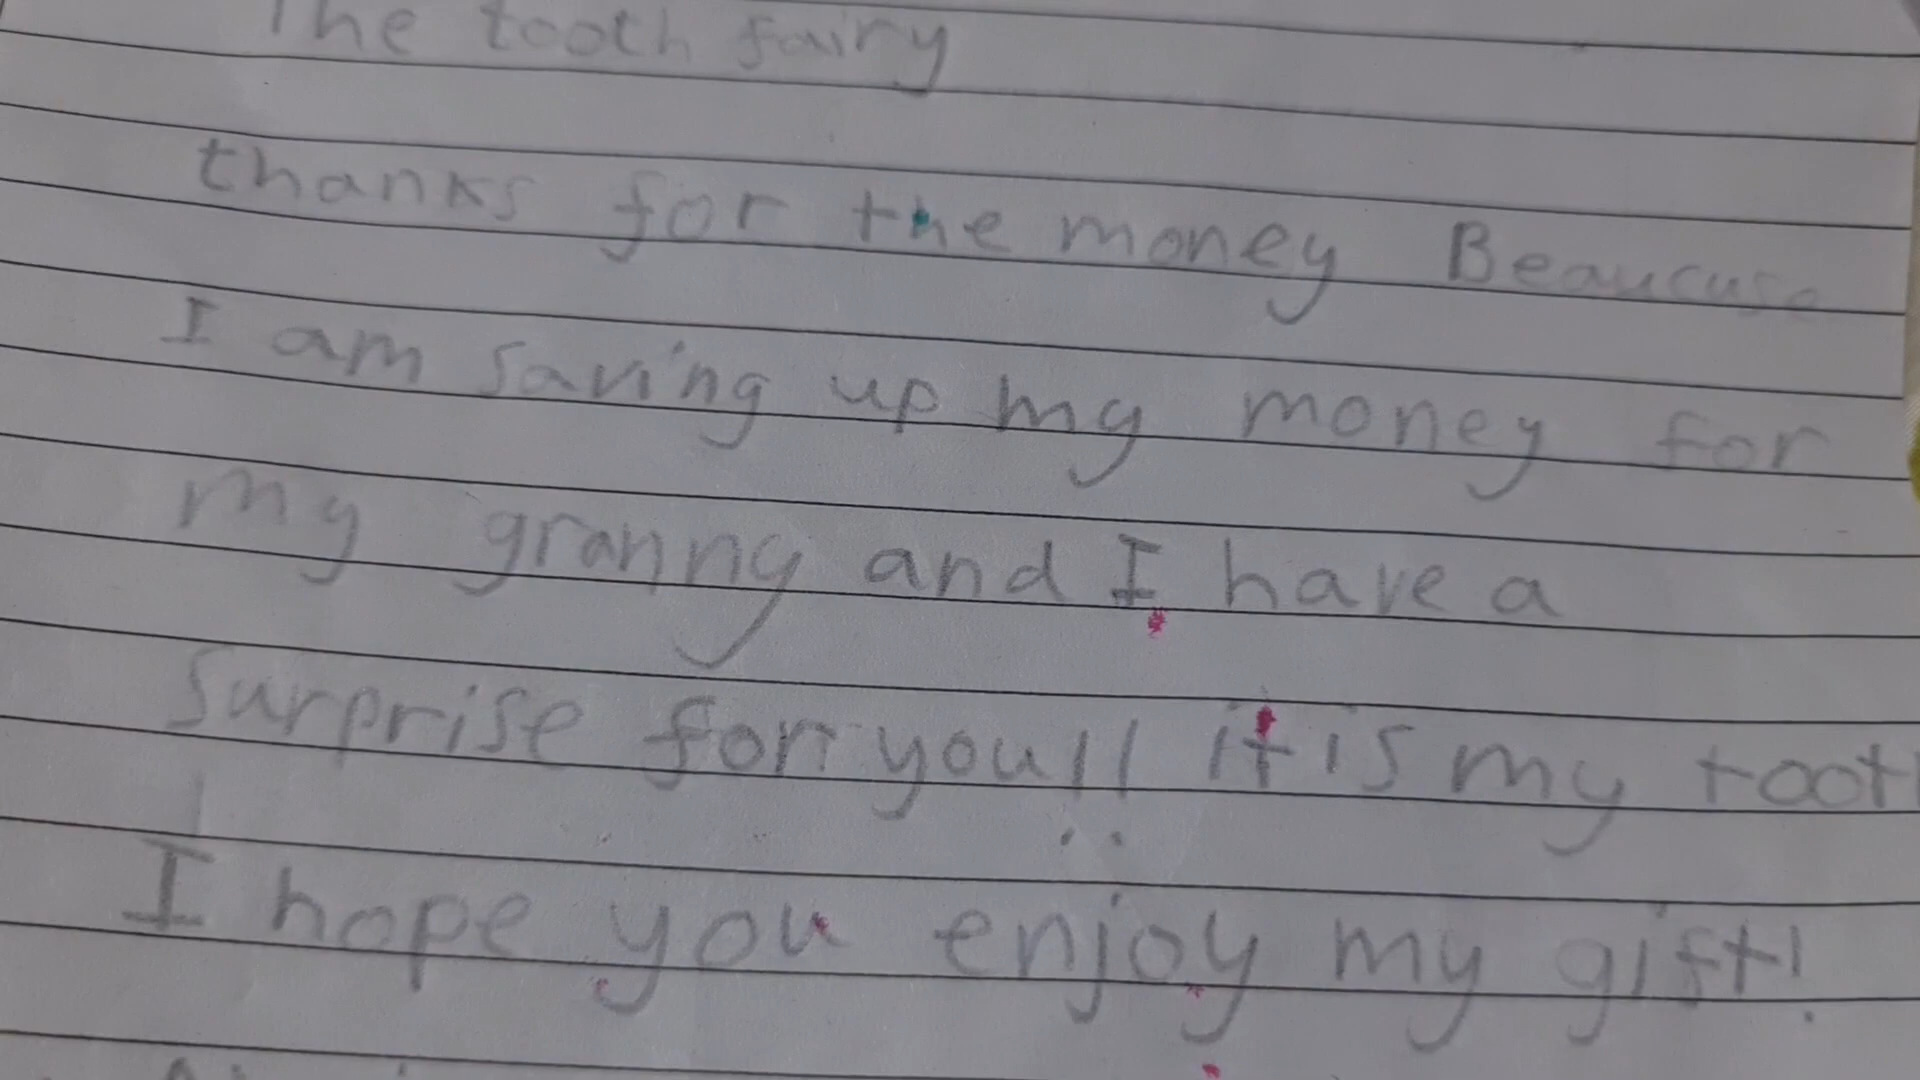 The tooth fairy
thanks for the money Beaucuse
I am saving up my money for
my granny and I have a
surprise for you!! it is my tooth
I hope you enjoy my gift!